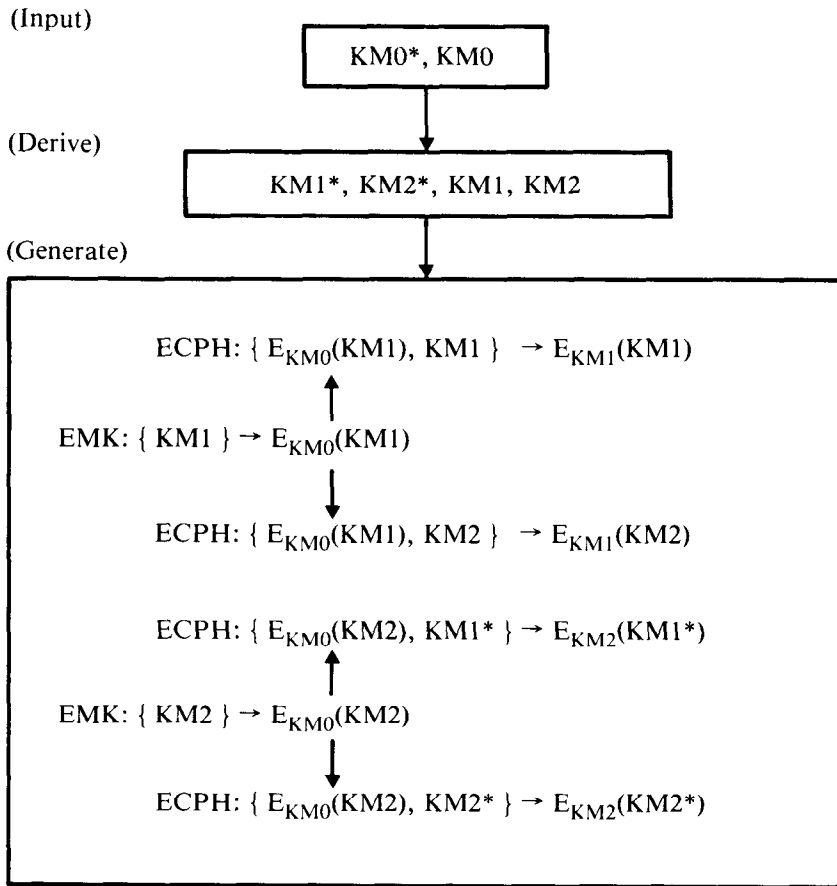 (Input)
KM0*, KM0
(Derive)
KM1*, KM2*, KM1, KM2
(Generate)
ECPH: { E_KM0(KM1), KM1 } → E_KM1(KM1)
EMK: { KM1 } → E_KM0(KM1)
ECPH: { E_KM0(KM1), KM2 } → E_KM1(KM2)
ECPH: { E_KM0(KM2), KM1* } → E_KM2(KM1*)
EMK: { KM2 } → E_KM0(KM2)
ECPH: { E_KM0(KM2), KM2* } → E_KM2(KM2*)